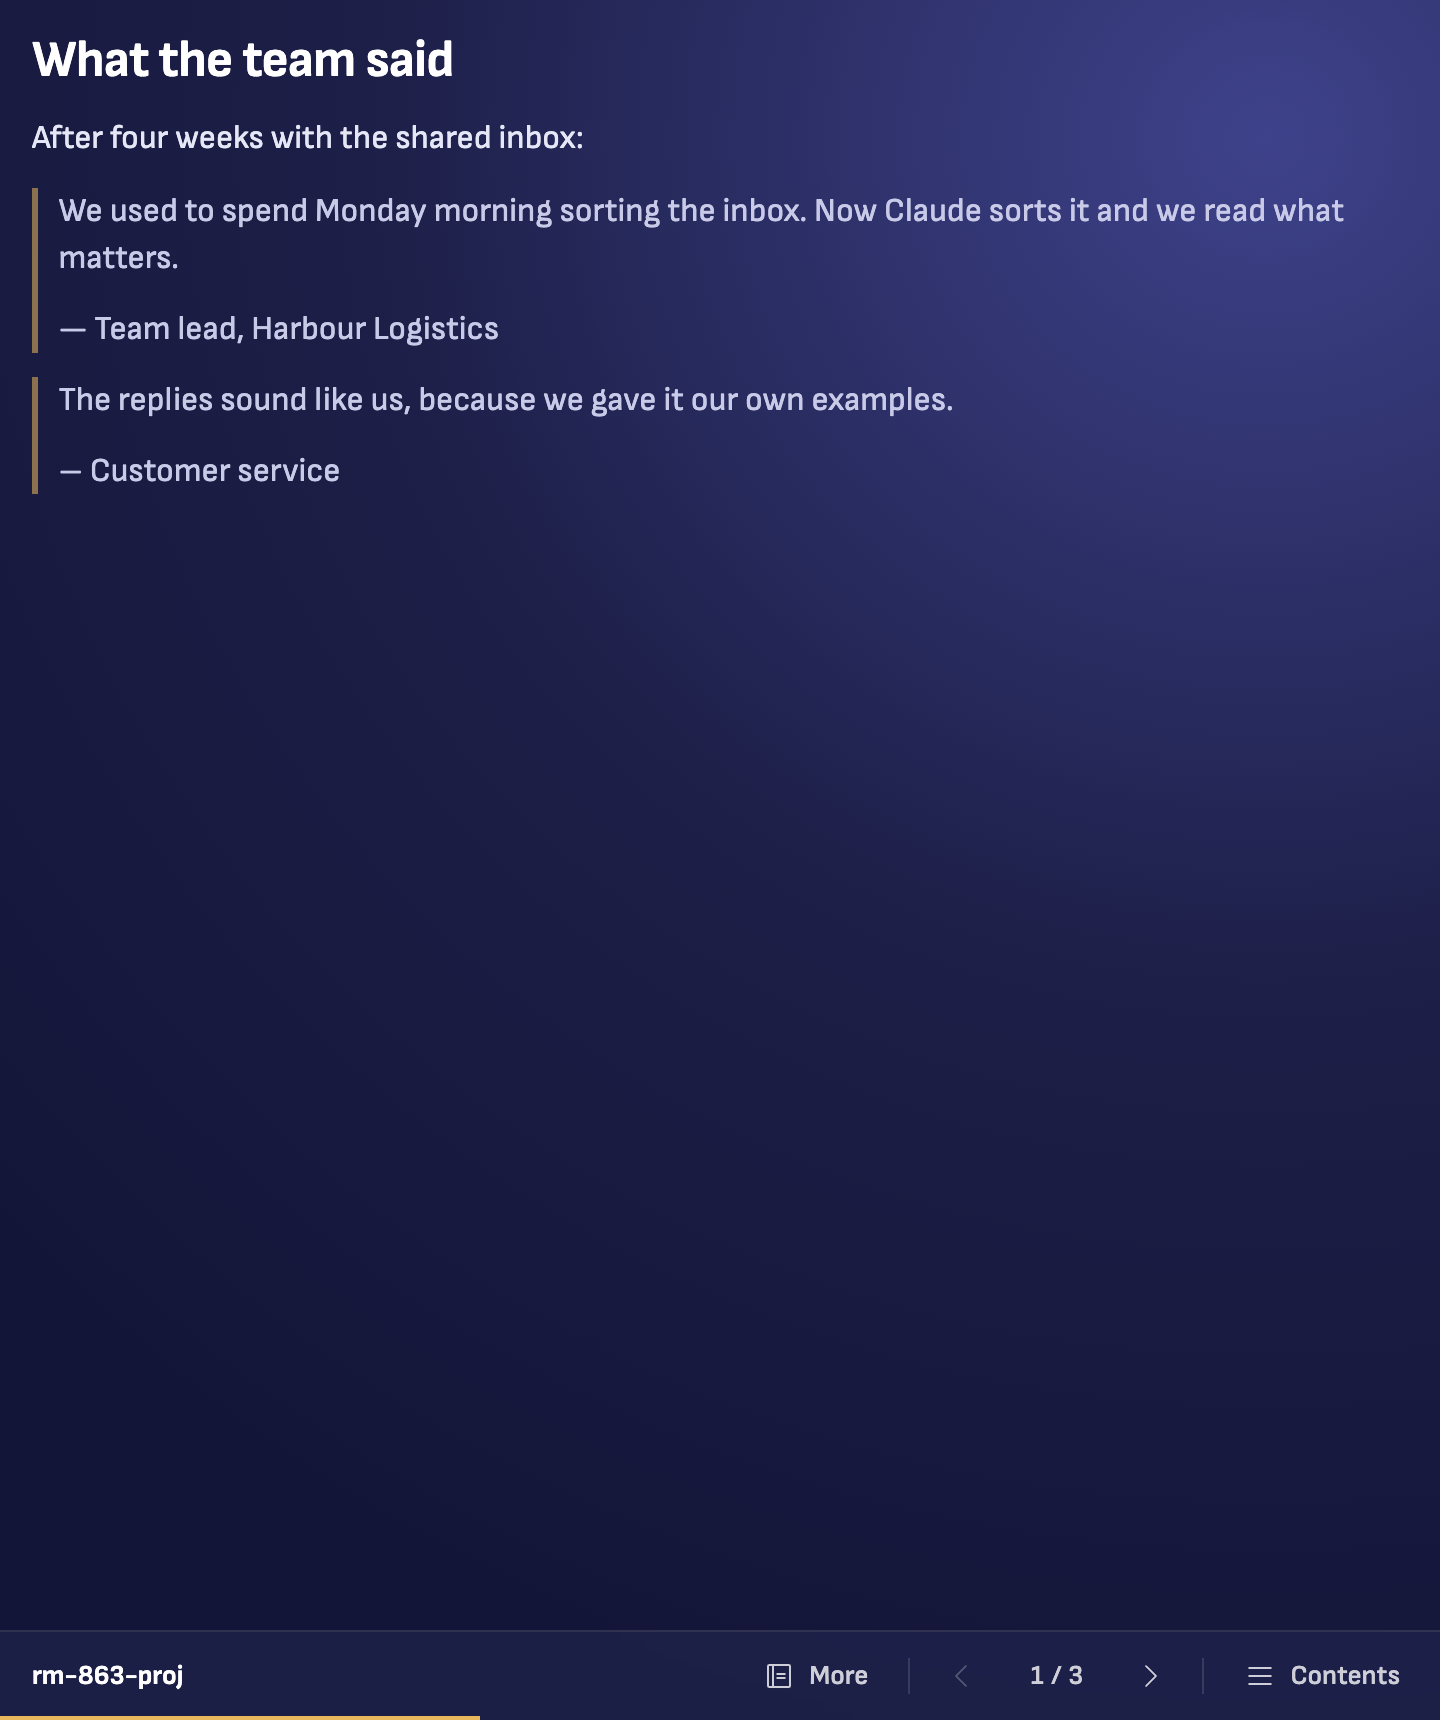 What the team said
After four weeks with the shared inbox:
We used to spend Monday morning sorting the inbox. Now Claude sorts it and we read what
matters.
— Team lead, Harbour Logistics
The replies sound like us, because we gave it our own examples.
– Customer service
rm-863-proj
More
1 / 3
Contents